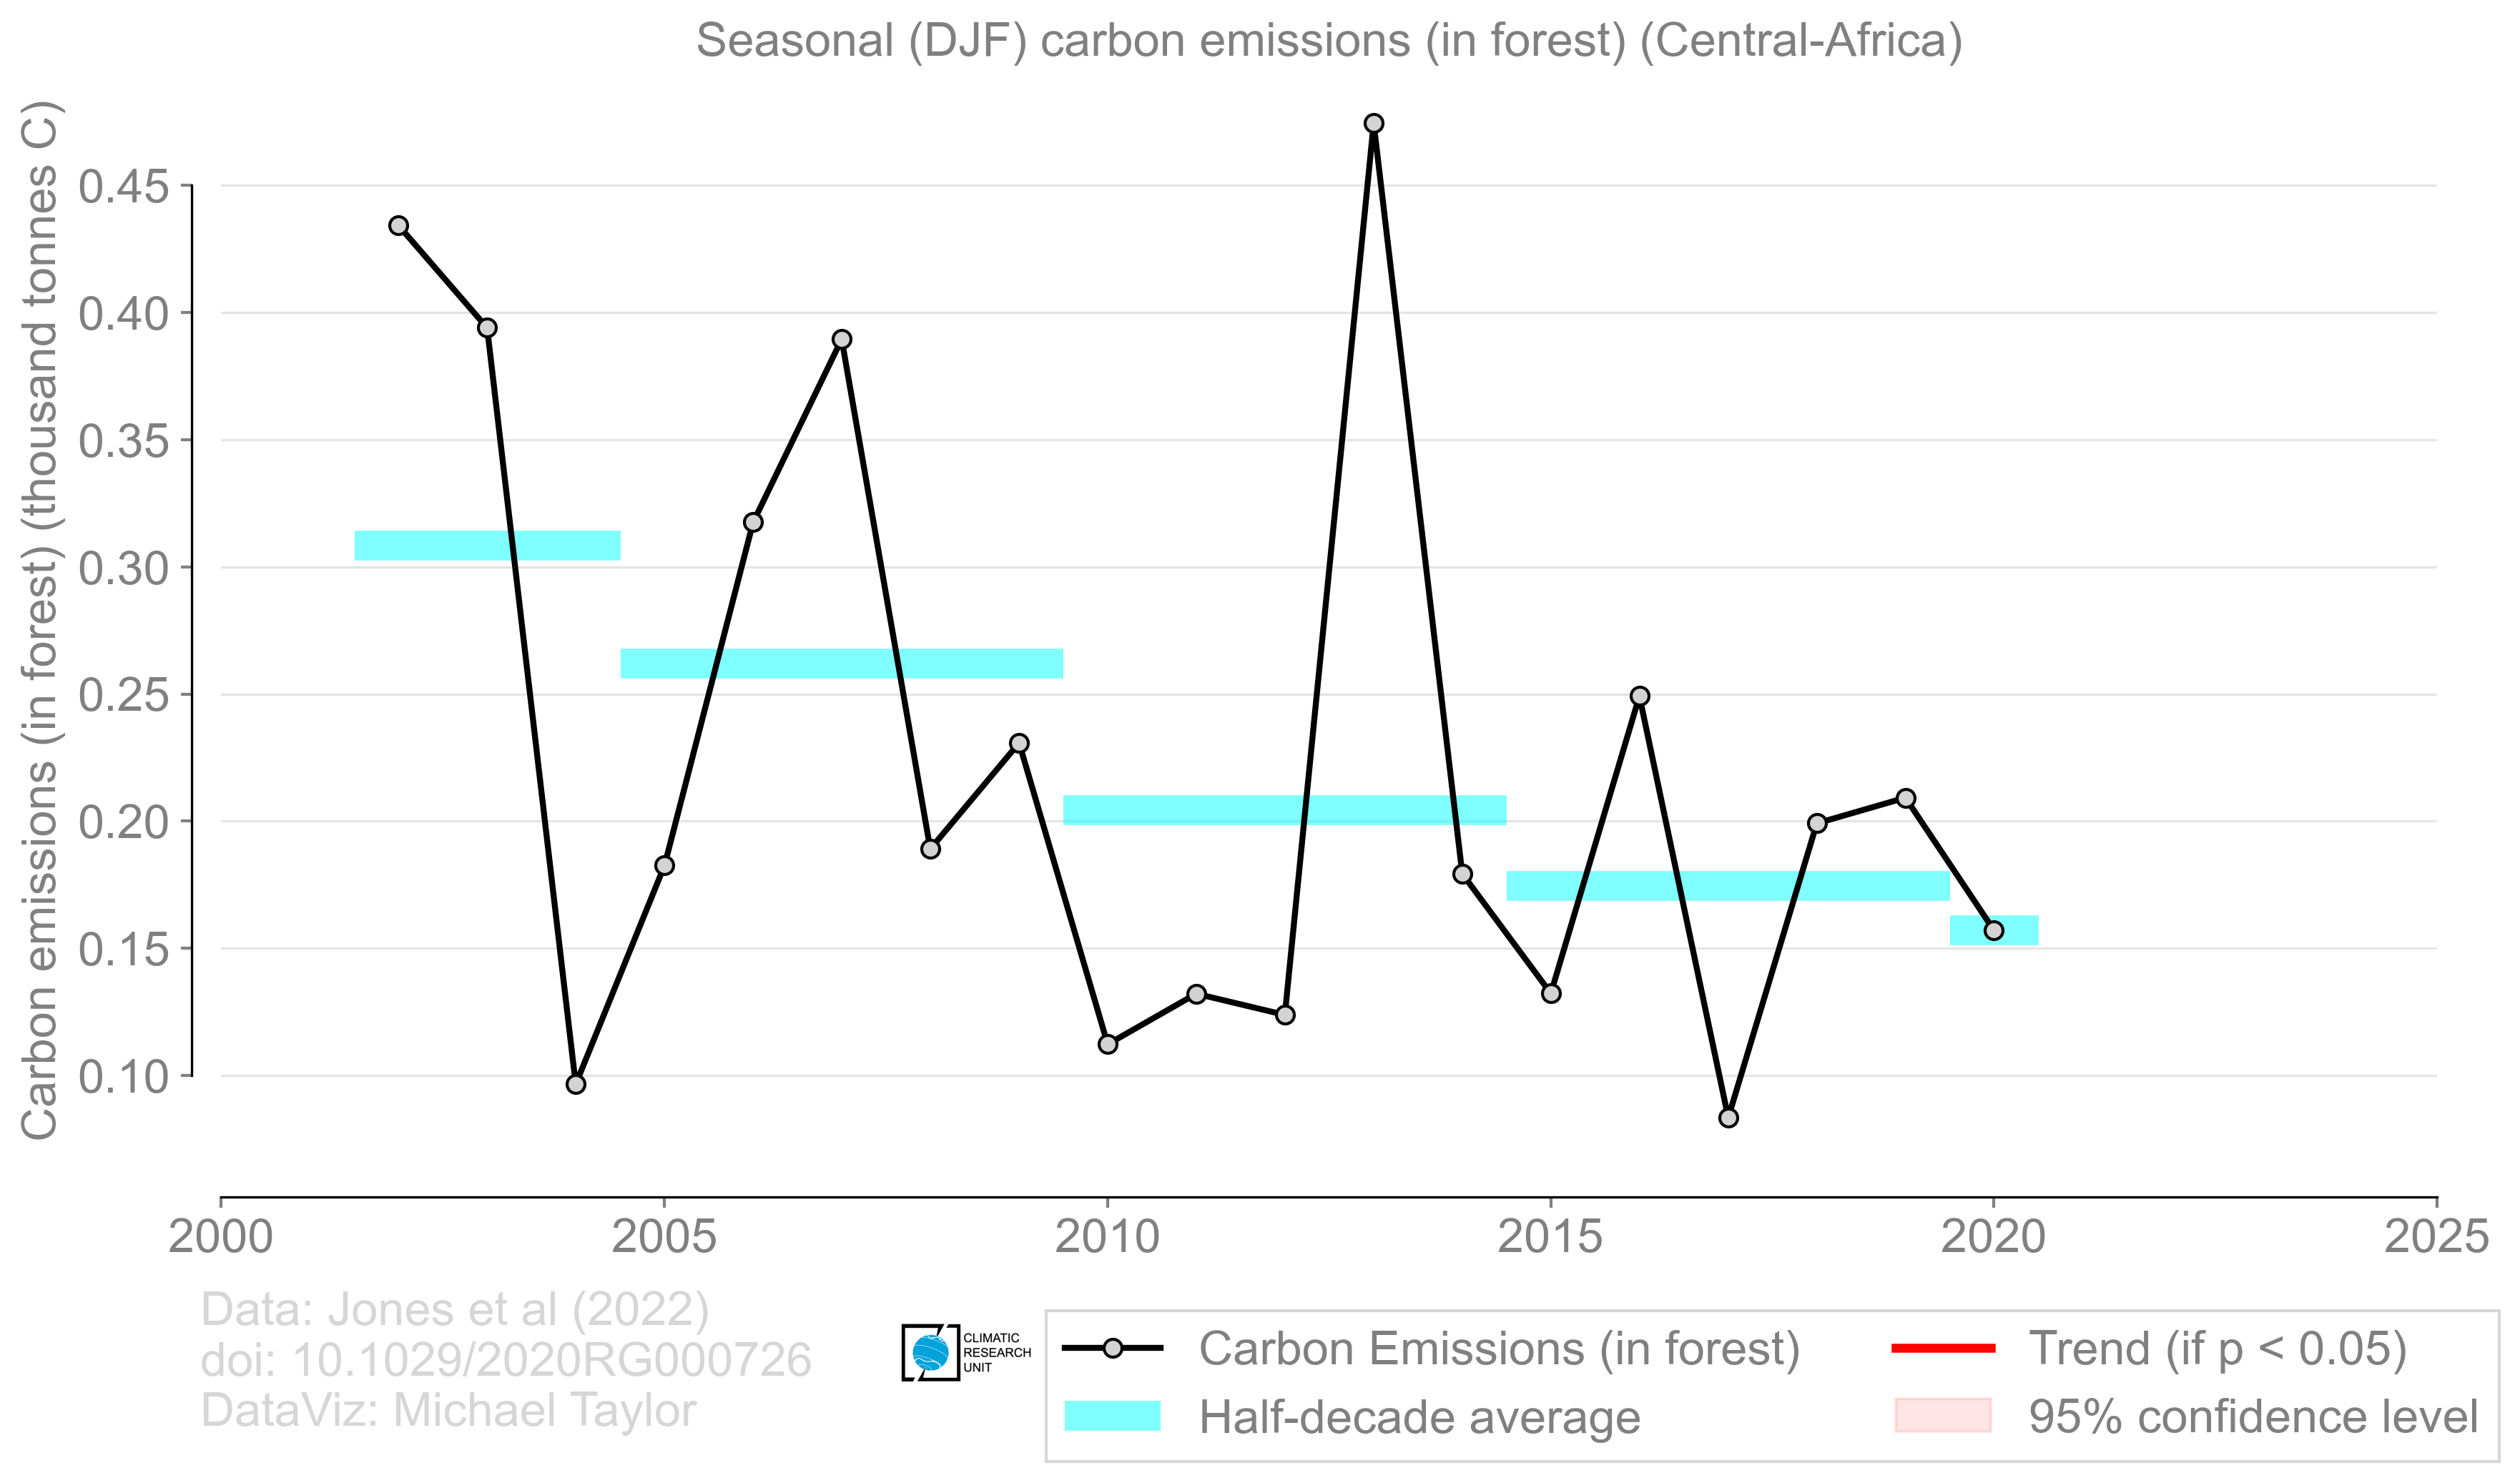 Seasonal (DJF) carbon emissions (in forest) (Central-Africa)
Carbon emissions (in forest) (thousand tonnes C)
0.45
0.40
0.35
0.30
0.25
0.20
0.15
0.10
2000
2005
2010
2015
2020
2025
Data: Jones et al (2022)
doi: 10.1029/2020RG000726
DataViz: Michael Taylor
CLIMATIC
RESEARCH
UNIT
Carbon Emissions (in forest)
Half-decade average
Trend (if p < 0.05)
95% confidence level